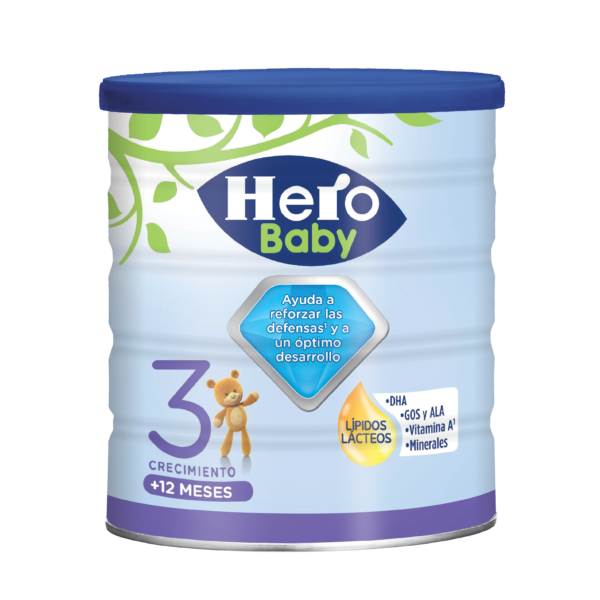 Hero
Baby
Ayuda a
reforzar las
defensas¹ y a
un óptimo
desarrollo
3
CRECIMIENTO
+12 MESES
LÍPIDOS
LÁCTEOS
•DHA
•GOS y ALA
•Vitamina A¹
•Minerales